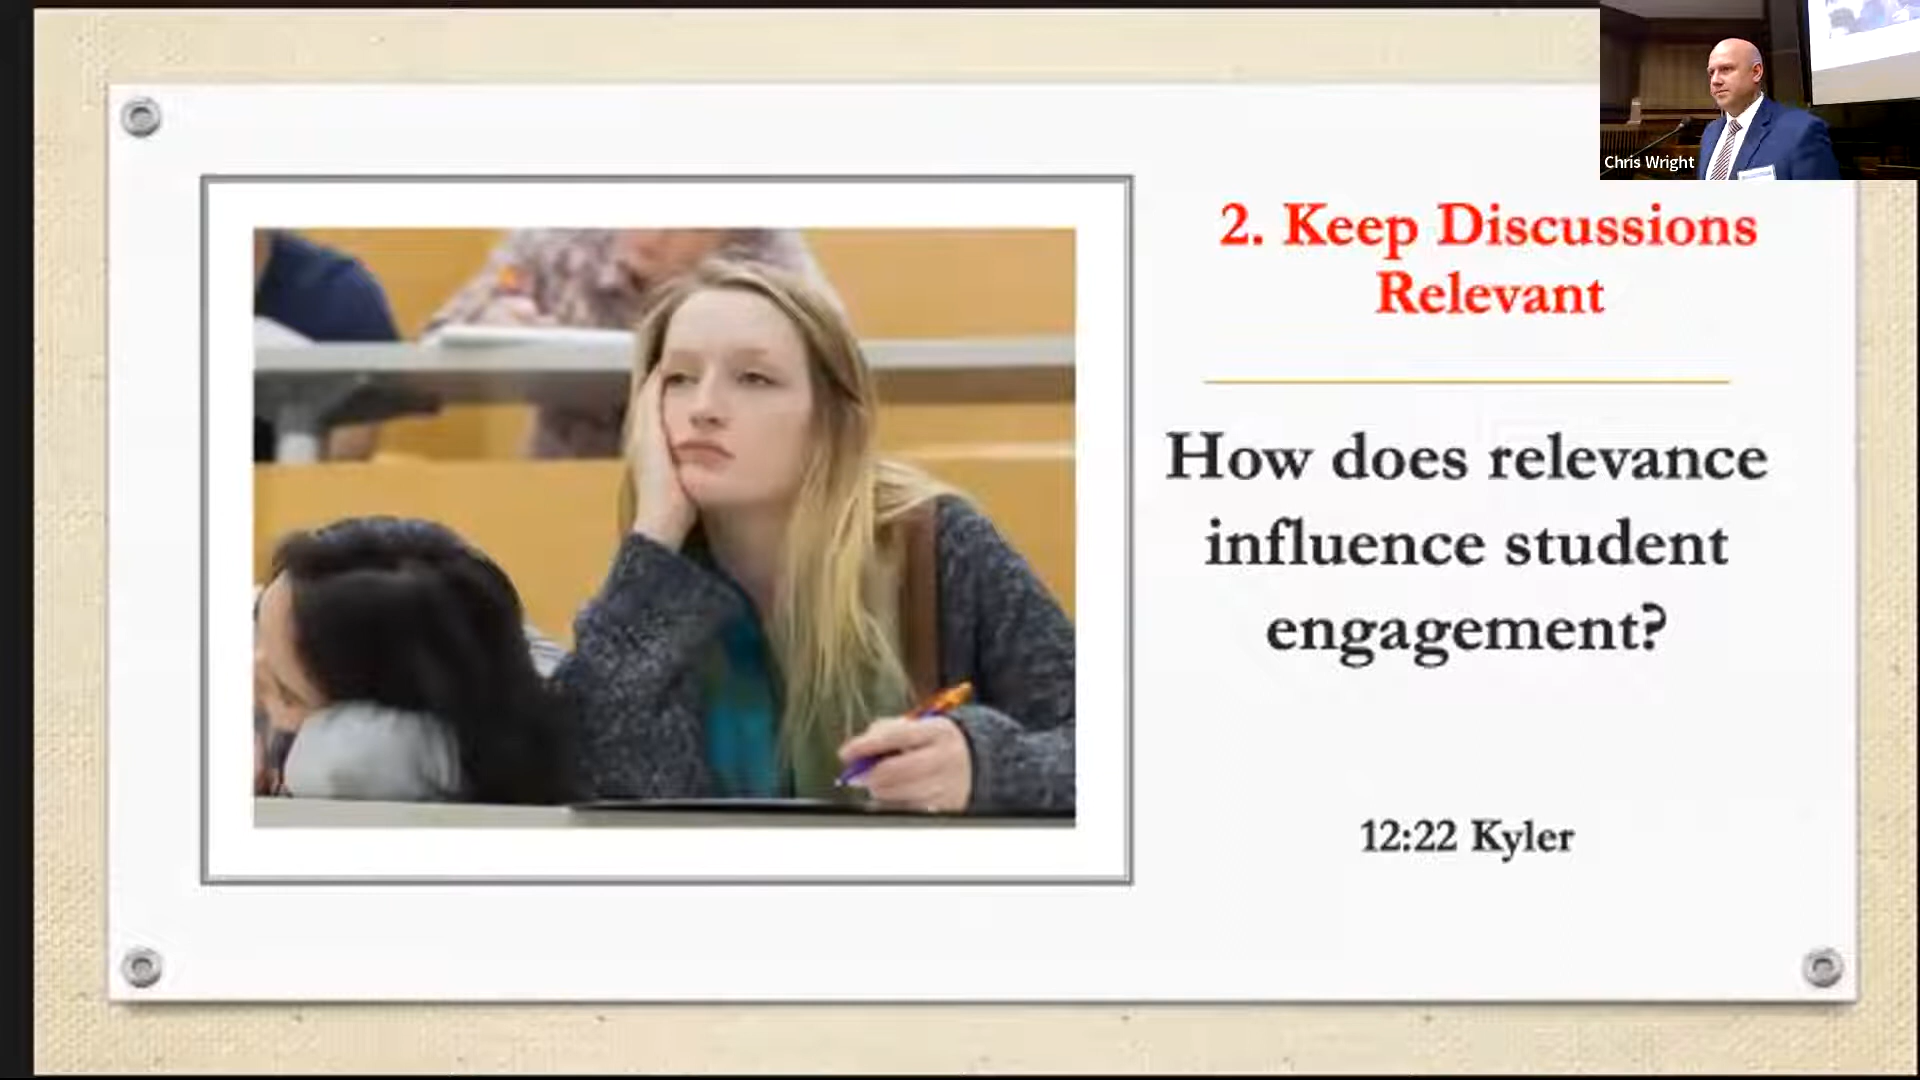 Chris Wright
2. Keep Discussions
Relevant
How does relevance
influence student
engagement?
12:22 Kyler